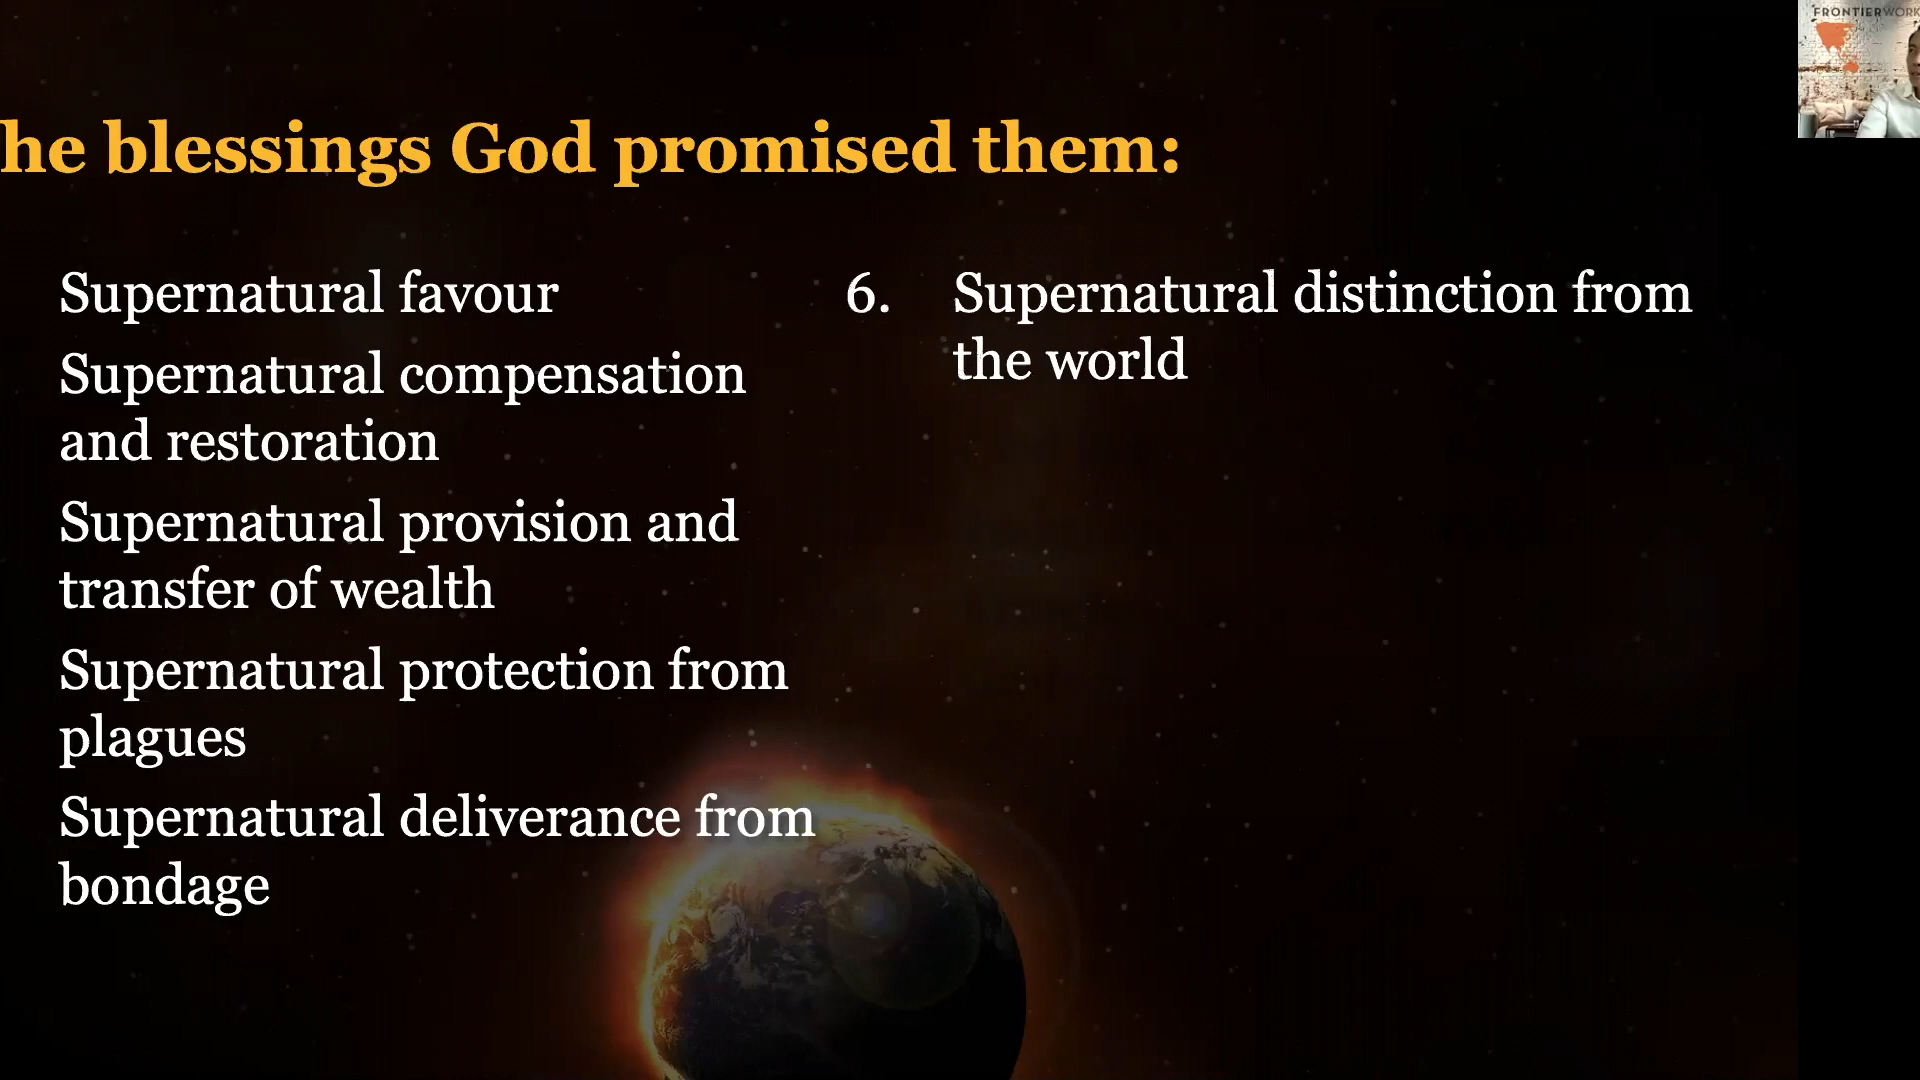 he blessings God promised them:
Supernatural favour
Supernatural compensation
and restoration
Supernatural provision and
transfer of wealth
Supernatural protection from
plagues
Supernatural deliverance from
bondage
6. Supernatural distinction from
the world
FRONTIERWORK